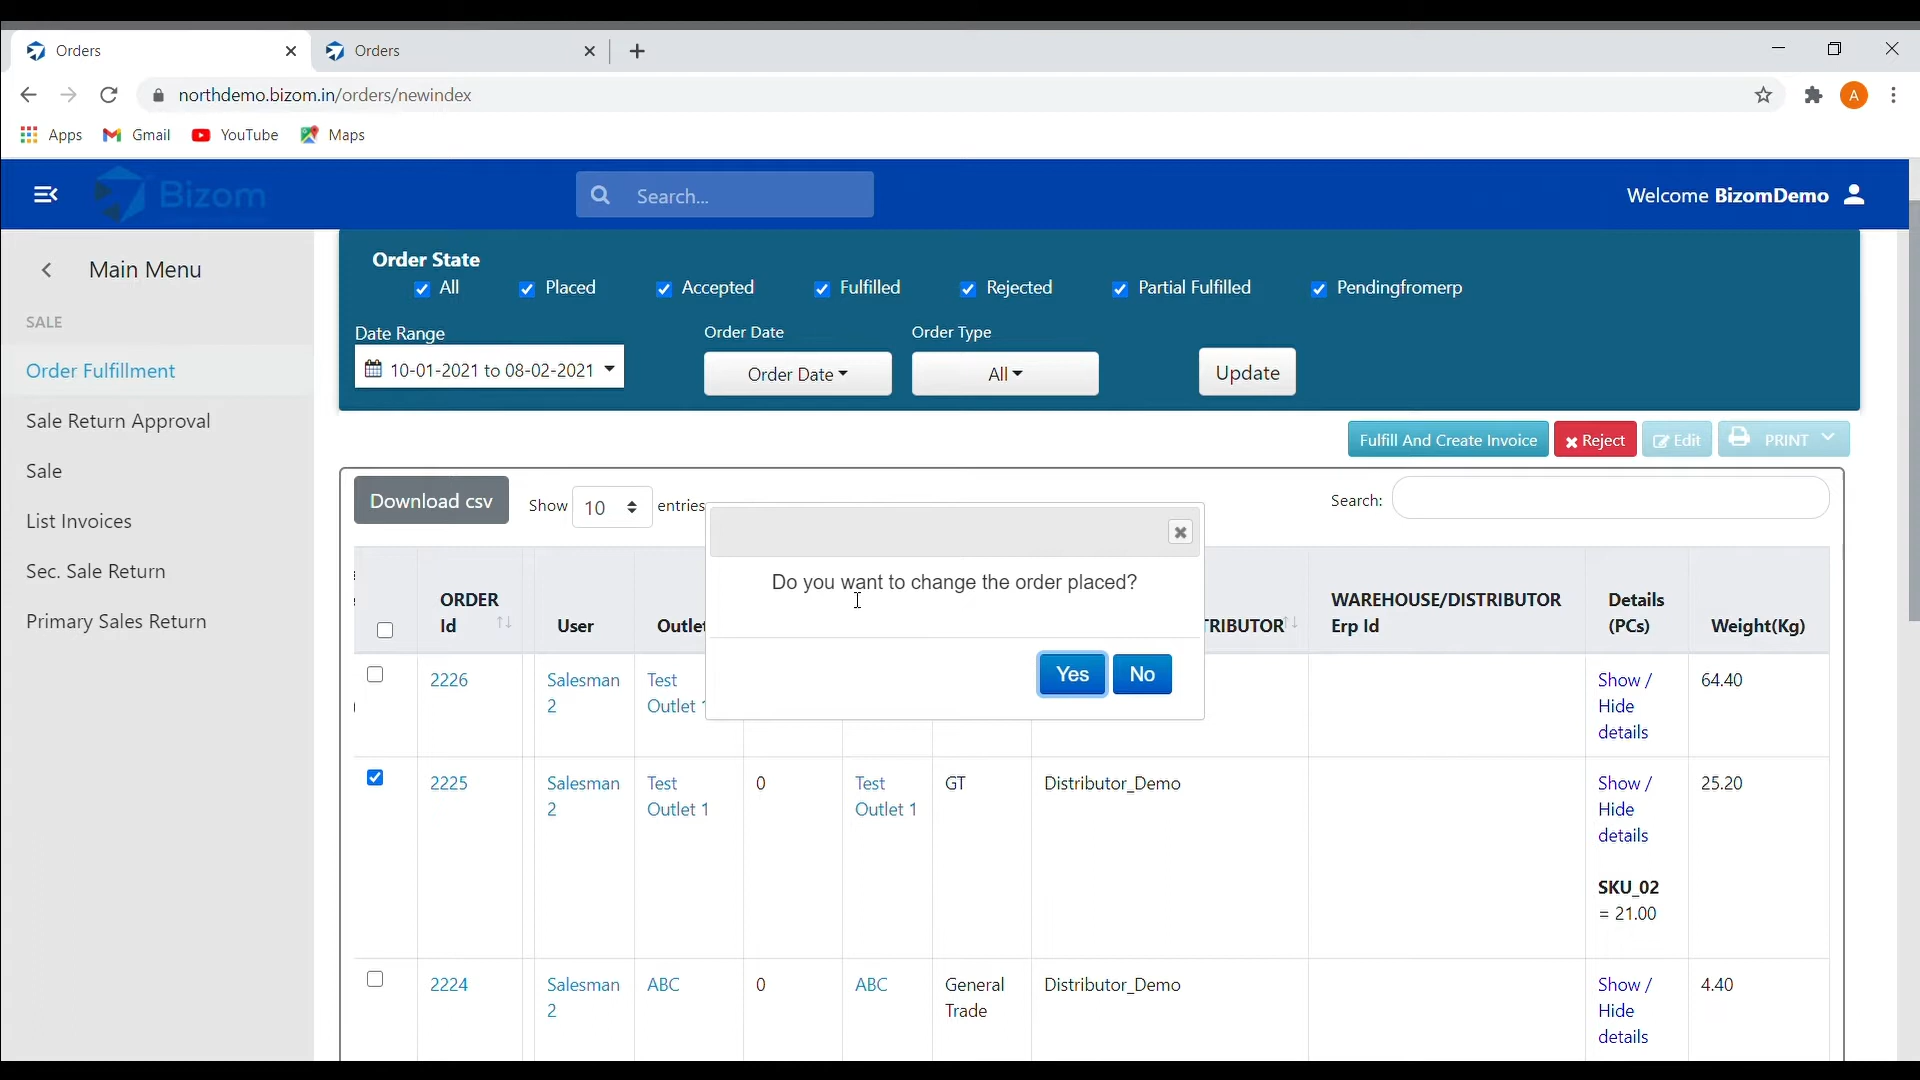 Orders
Orders
northdemo.bizom.in/orders/newindex
A
Apps Gmail YouTube Maps
Bizom
Search...
Welcome BizomDemo
Main Menu
SALE
Order Fulfillment
Sale Return Approval
Sale
List Invoices
Sec. Sale Return
Primary Sales Return
Order State
All Placed Accepted Fulfilled Rejected Partial Fulfilled Pendingfromerp
Date Range Order Date Order Type
10-01-2021 to 08-02-2021 Order Date All Update
Fulfill And Create Invoice Reject Edit PRINT
Download csv Show 10 entries Search:
Do you want to change the order placed?
Yes No
ORDER
Id
User
Outlet
TRIBUTOR
WAREHOUSE/DISTRIBUTOR
Erp Id
Details
(PCs)
Weight(Kg)
2226
Salesman
2
Test
Outlet 1
Show /
Hide
details
64.40
2225
Salesman
2
Test
Outlet 1
0
Test
Outlet 1
GT
Distributor_Demo
Show /
Hide
details
SKU_02
= 21.00
25.20
2224
Salesman
2
ABC
0
ABC
General
Trade
Distributor_Demo
Show /
Hide
details
4.40